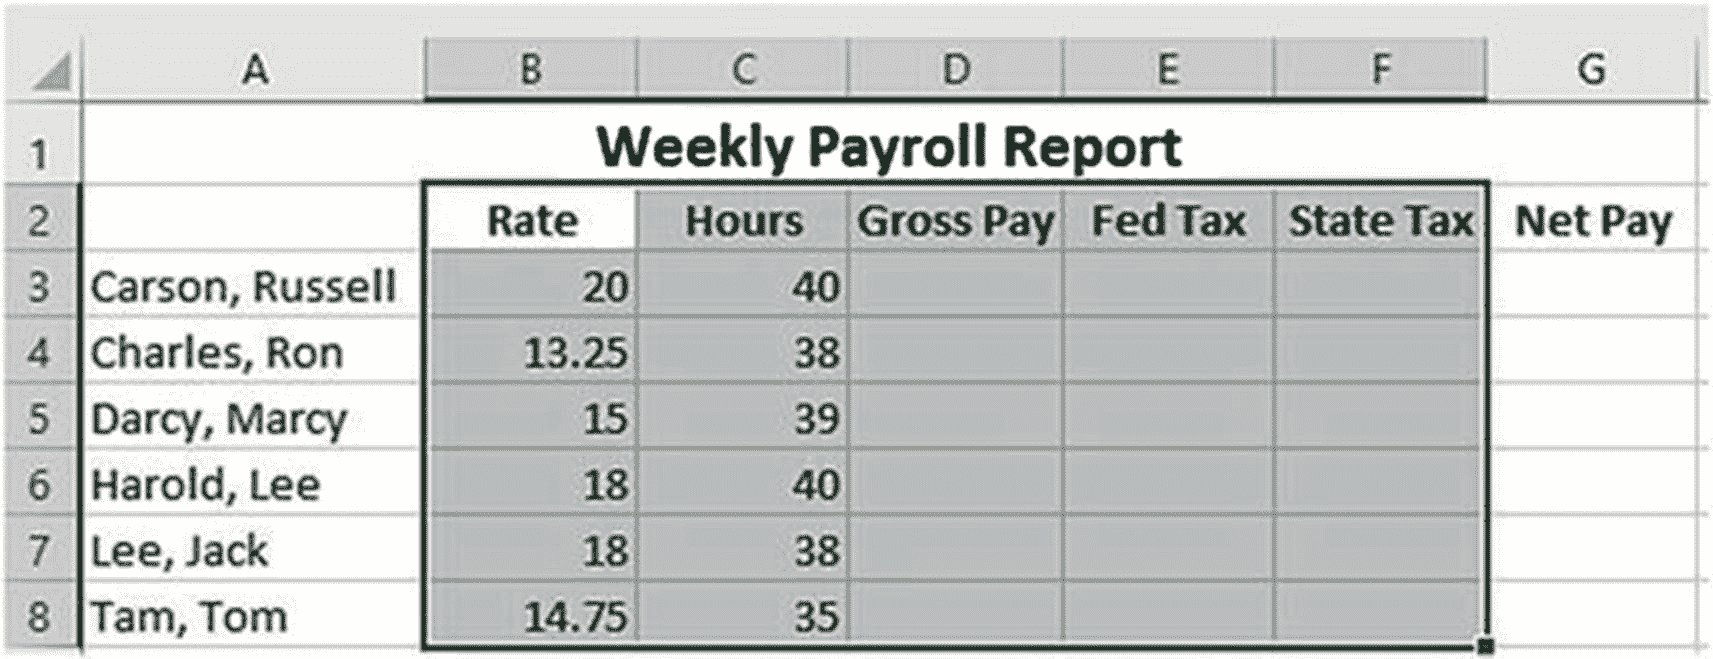 A B C D E F G
1 Weekly Payroll Report
2 Rate Hours Gross Pay Fed Tax State Tax Net Pay
3 Carson, Russell 20 40
4 Charles, Ron 13.25 38
5 Darcy, Marcy 15 39
6 Harold, Lee 18 40
7 Lee, Jack 18 38
8 Tam, Tom 14.75 35